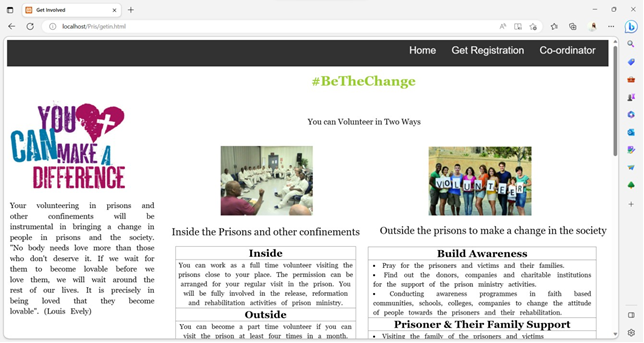 Get Involved
localhost/Pris/getin.html
Home Get Registration Co-ordinator
#BeTheChange
You can Volunteer in Two Ways
YOU
CAN
MAKE A
DIFFERENCE
Your volunteering in prisons and
other confinements will be
instrumental in bringing a change in
people in prisons and the society.
"No body needs love more than those
who don't deserve it. If we wait for
them to become lovable before we
love them, we will wait around the
rest of our lives. It is precisely in
being loved that they become
lovable". (Louis Evely)
Inside the Prisons and other confinements
Inside
You can work as a full time volunteer visiting the
prisons close to your place. The permission can be
arranged for your regular visit in the prison. You
will be fully involved in the release, reformation
and rehabilitation activities of prison ministry.
Outside
You can become a part time volunteer if you can
visit the prison at least four times in a month.
VOLUNTEER
Outside the prisons to make a change in the society
Build Awareness
• Pray for the prisoners and victims and their families.
• Find out the donors, companies and charitable institutions
for the support of the prison ministry activities.
• Conducting awareness programmes in faith based
communities, schools, colleges, companies to change the attitude
of people towards the prisoners and their rehabilitation.
Prisoner & Their Family Support
• Visiting the family of the prisoners and victims